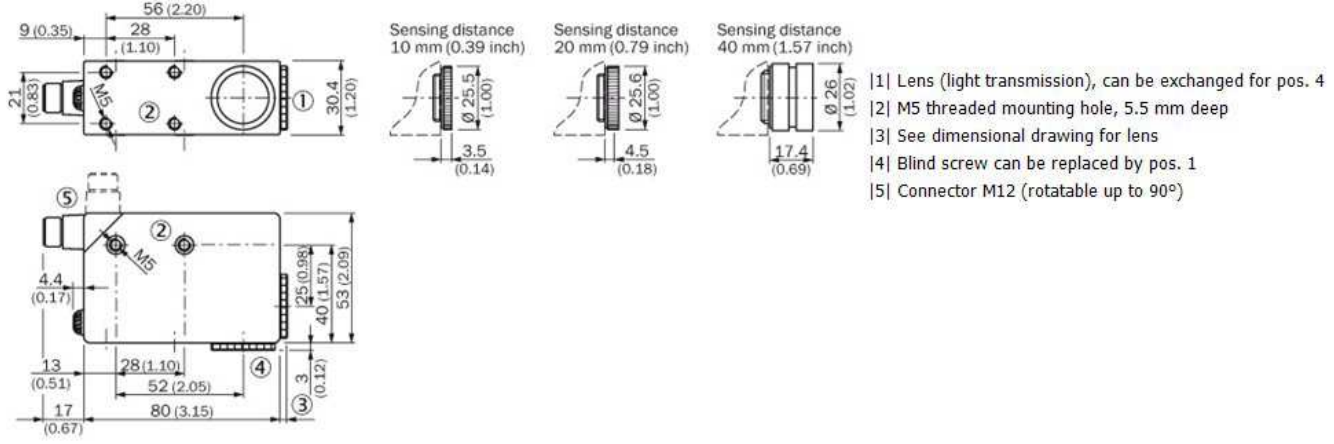 56 (2.20)
9 (0.35)
28
(1.10)
21
(0.83)
M5
②
①
30.4
(1.20)
Sensing distance
10 mm (0.39 inch)
Ø 25.5
(1.00)
3.5
(0.14)
Sensing distance
20 mm (0.79 inch)
Ø 25.6
(1.00)
4.5
(0.18)
Sensing distance
40 mm (1.57 inch)
Ø 26
(1.02)
17.4
(0.69)
|1| Lens (light transmission), can be exchanged for pos. 4
|2| M5 threaded mounting hole, 5.5 mm deep
|3| See dimensional drawing for lens
|4| Blind screw can be replaced by pos. 1
|5| Connector M12 (rotatable up to 90º)
⑤
②
M5
4.4
(0.17)
25 (0.98)
40 (1.57)
53 (2.09)
13
(0.51)
28 (1.10)
④
3
(0.12)
52 (2.05)
③
17
(0.67)
80 (3.15)